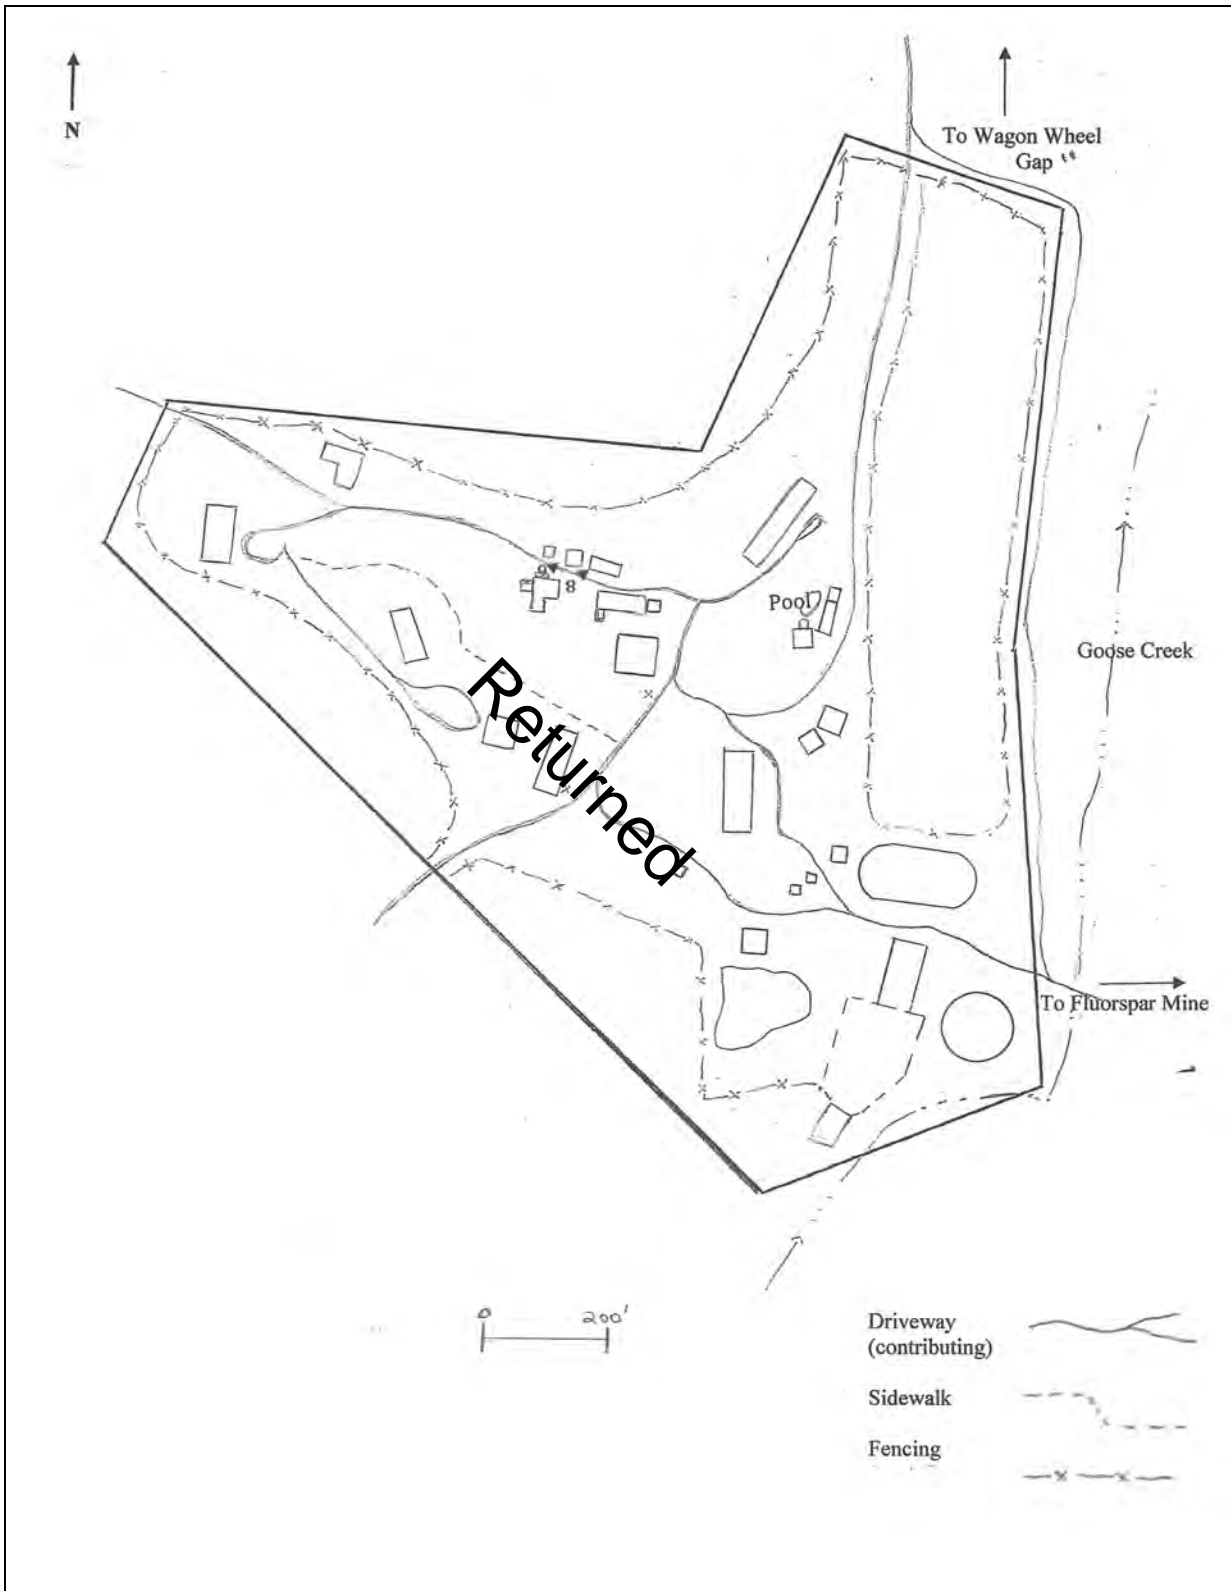 N
To Wagon Wheel
Gap
9
8
Pool
Goose Creek
Returned
To Fluorspar Mine
0 200'
Driveway
(contributing)
Sidewalk
Fencing